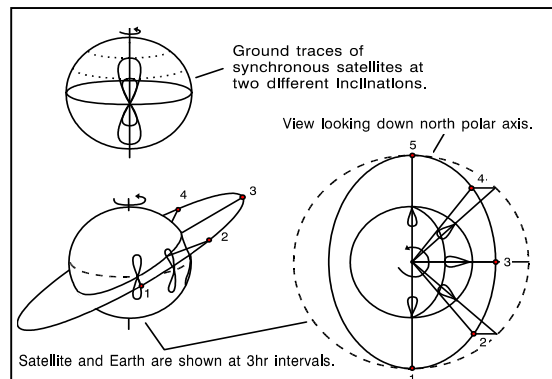 Ground traces of
synchronous satellites at
two different Inclinations.
View looking down north polar axis.
5
4
3
2
1
4
3
2
1
Satellite and Earth are shown at 3hr intervals.